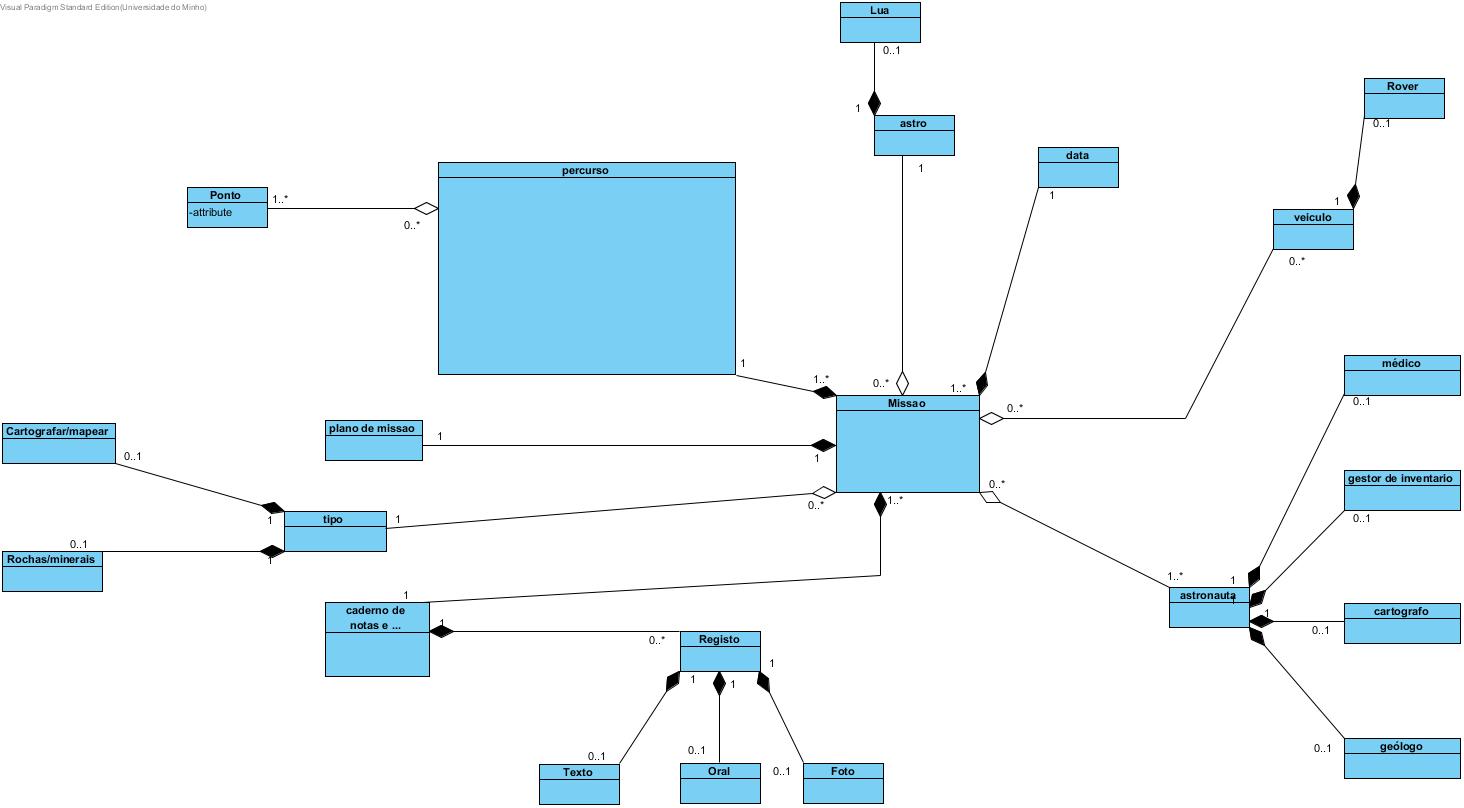 Visual Paradigm Standard Edition(Universidade do Minho)
Lua
0..1
1
astro
1
Rover
0..1
1
veiculo
0..*
data
1
percurso
Ponto
-attribute
1..*
0..*
1
1..*
0..*
1..*
Missao
0..*
médico
0..1
Cartografar/mapear
0..1
plano de missao
1
1
gestor de inventario
0..1
0..*
1..*
0..*
tipo
1
1
1
Rochas/minerais
0..1
1..*
astronauta
1
1
1
cartografo
0..1
geólogo
0..1
caderno de
notas e ...
1
1
0..*
Registo
1
1
1
0..1
0..1
0..1
Texto
Oral
Foto